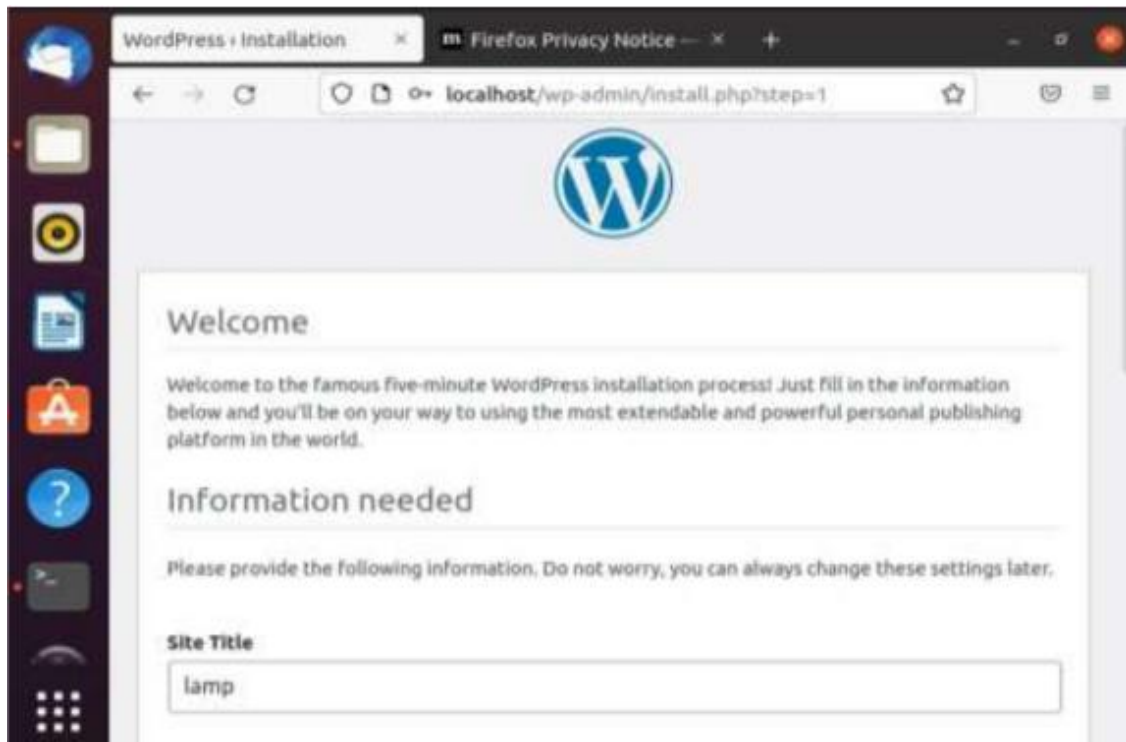 WordPress › Installation
Firefox Privacy Notice —
localhost/wp-admin/install.php?step=1
Welcome
Welcome to the famous five-minute WordPress installation process! Just fill in the information
below and you'll be on your way to using the most extendable and powerful personal publishing
platform in the world.
Information needed
Please provide the following information. Do not worry, you can always change these settings later.
Site Title
lamp